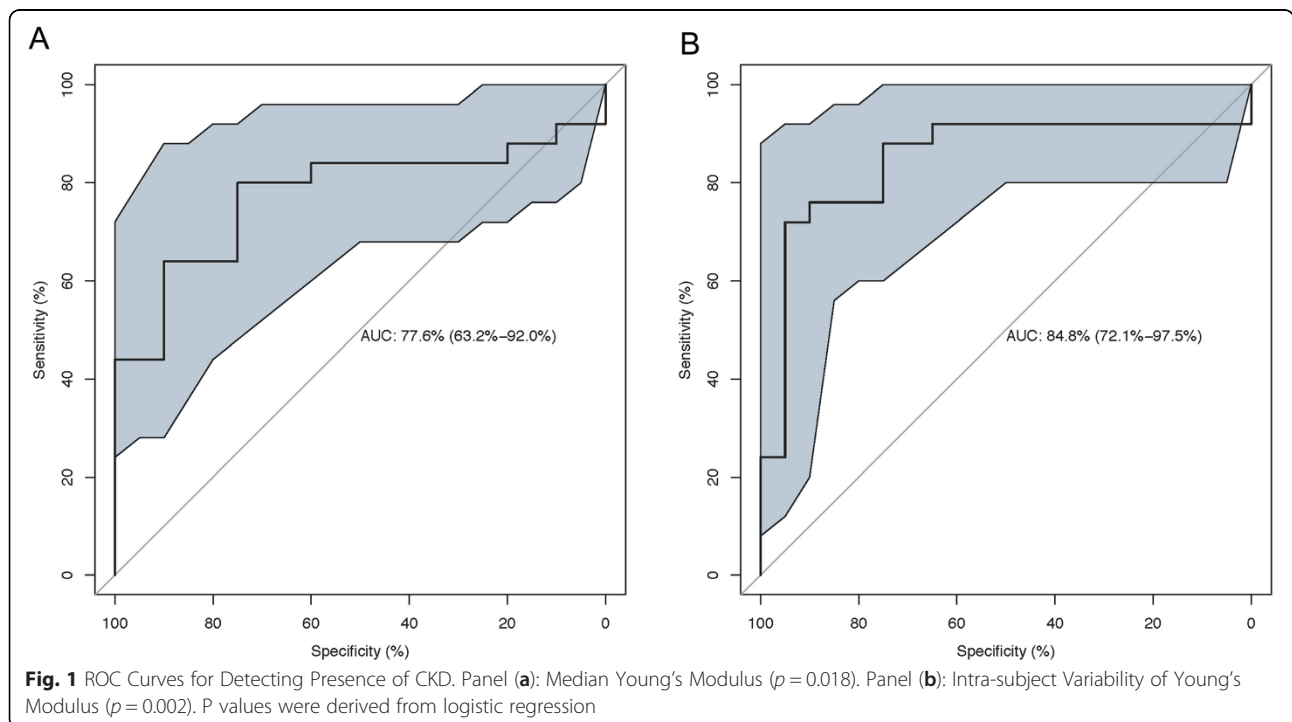 A
B
100
80
60
40
20
0
Sensitivity (%)
AUC: 77.6% (63.2%–92.0%)
100
80
60
40
20
0
Specificity (%)
100
80
60
40
20
0
Sensitivity (%)
AUC: 84.8% (72.1%–97.5%)
100
80
60
40
20
0
Specificity (%)
Fig. 1 ROC Curves for Detecting Presence of CKD. Panel (a): Median Young's Modulus (p = 0.018). Panel (b): Intra-subject Variability of Young's
Modulus (p = 0.002). P values were derived from logistic regression